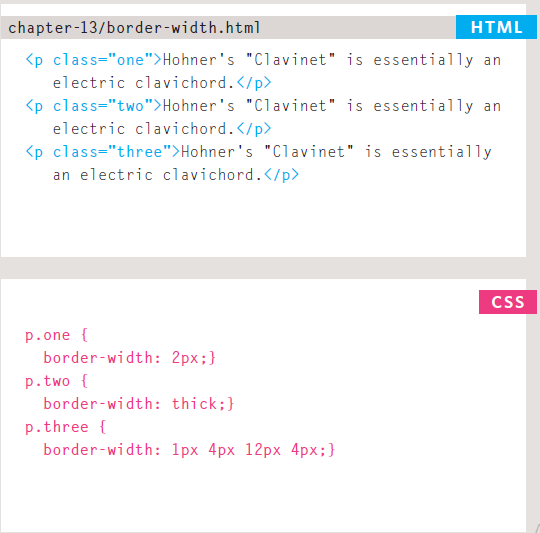 chapter-13/border-width.html HTML
<p class="one">Hohner's "Clavinet" is essentially an
electric clavichord.</p>
<p class="two">Hohner's "Clavinet" is essentially an
electric clavichord.</p>
<p class="three">Hohner's "Clavinet" is essentially
an electric clavichord.</p>
CSS
p.one {
border-width: 2px;}
p.two {
border-width: thick;}
p.three {
border-width: 1px 4px 12px 4px;}